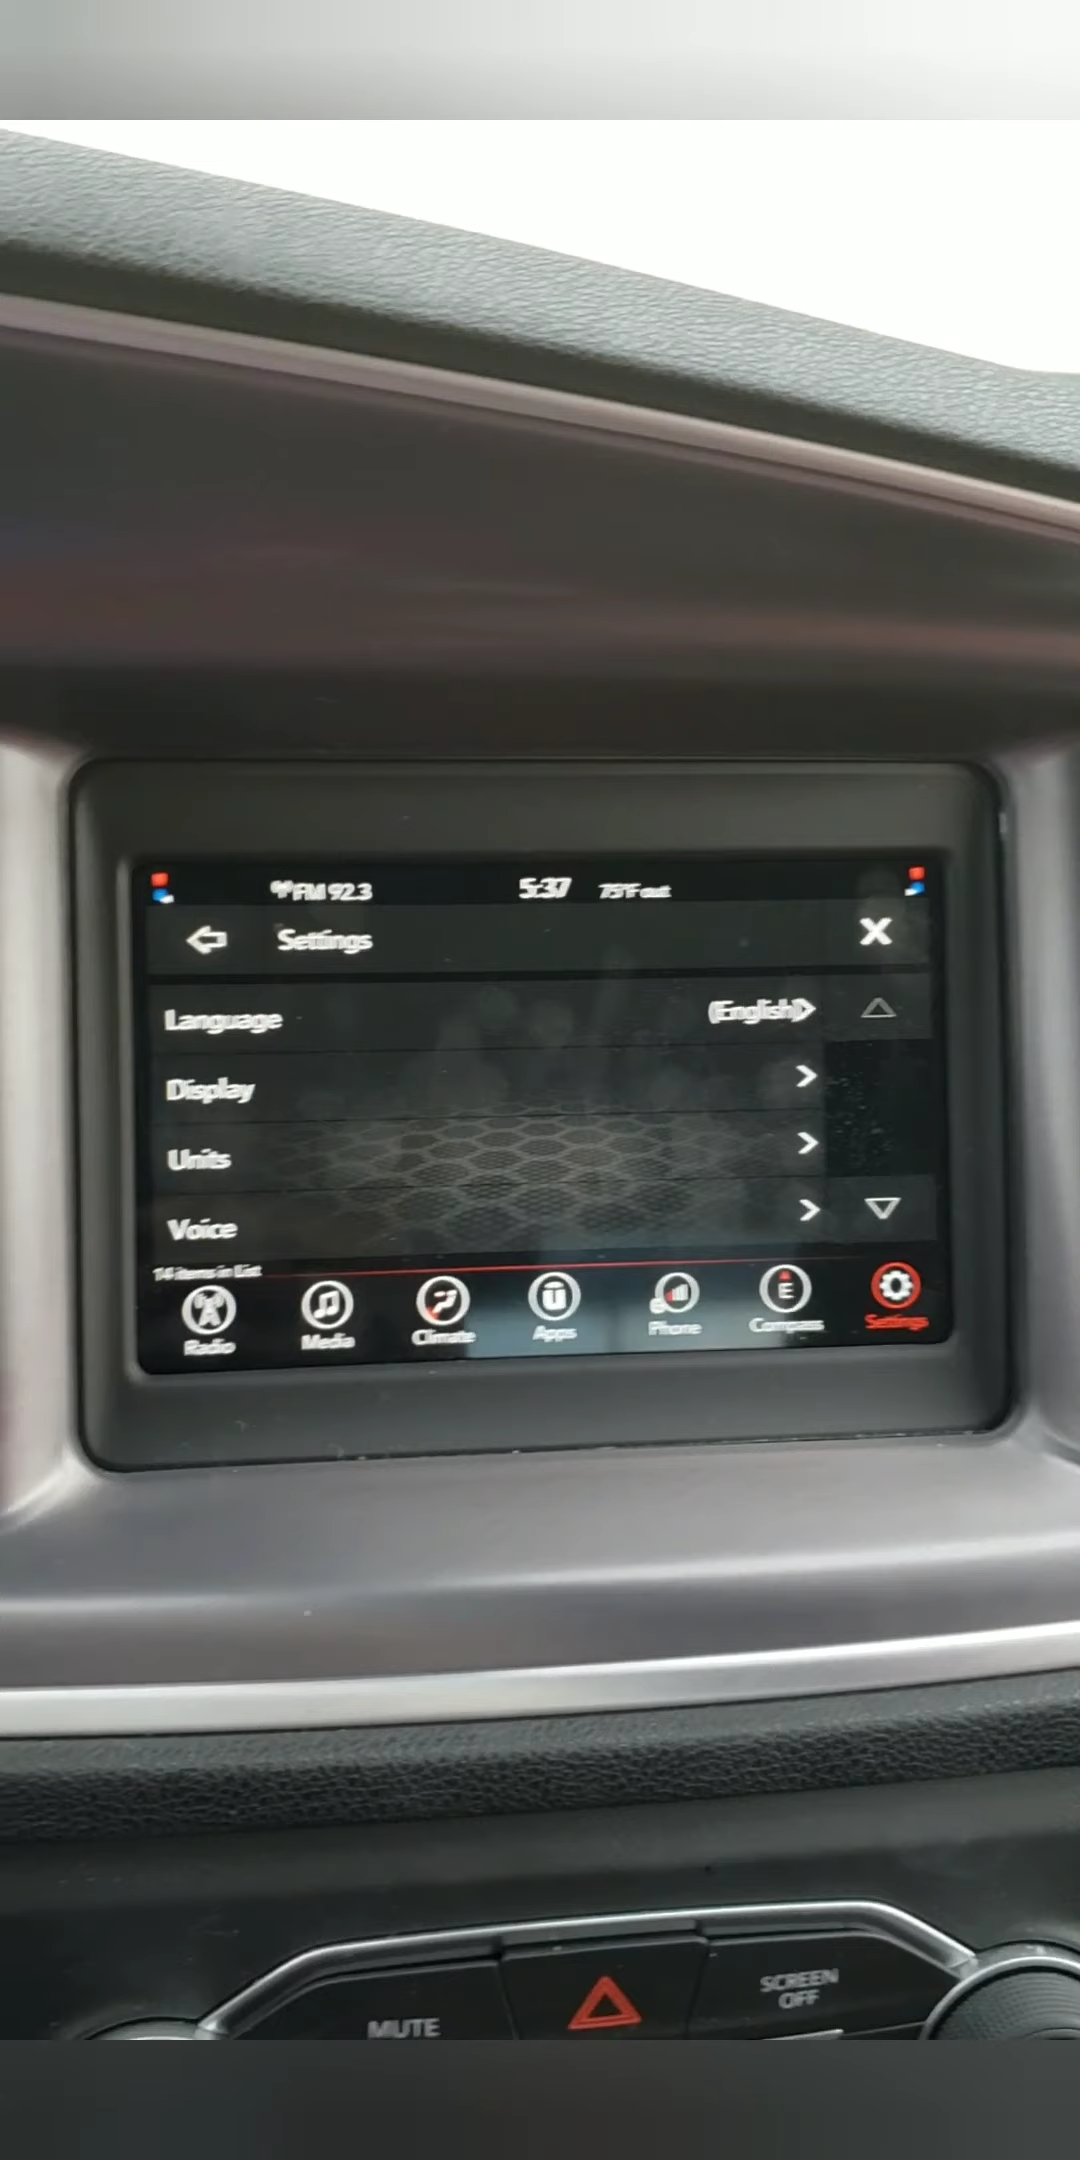 FM 92.3 5:37 75°F out
Settings X
Language (English)
Display
Units
Voice
14 items in List
Radio Media Climate Apps Phone Compass Settings
E
MUTE
SCREEN
OFF